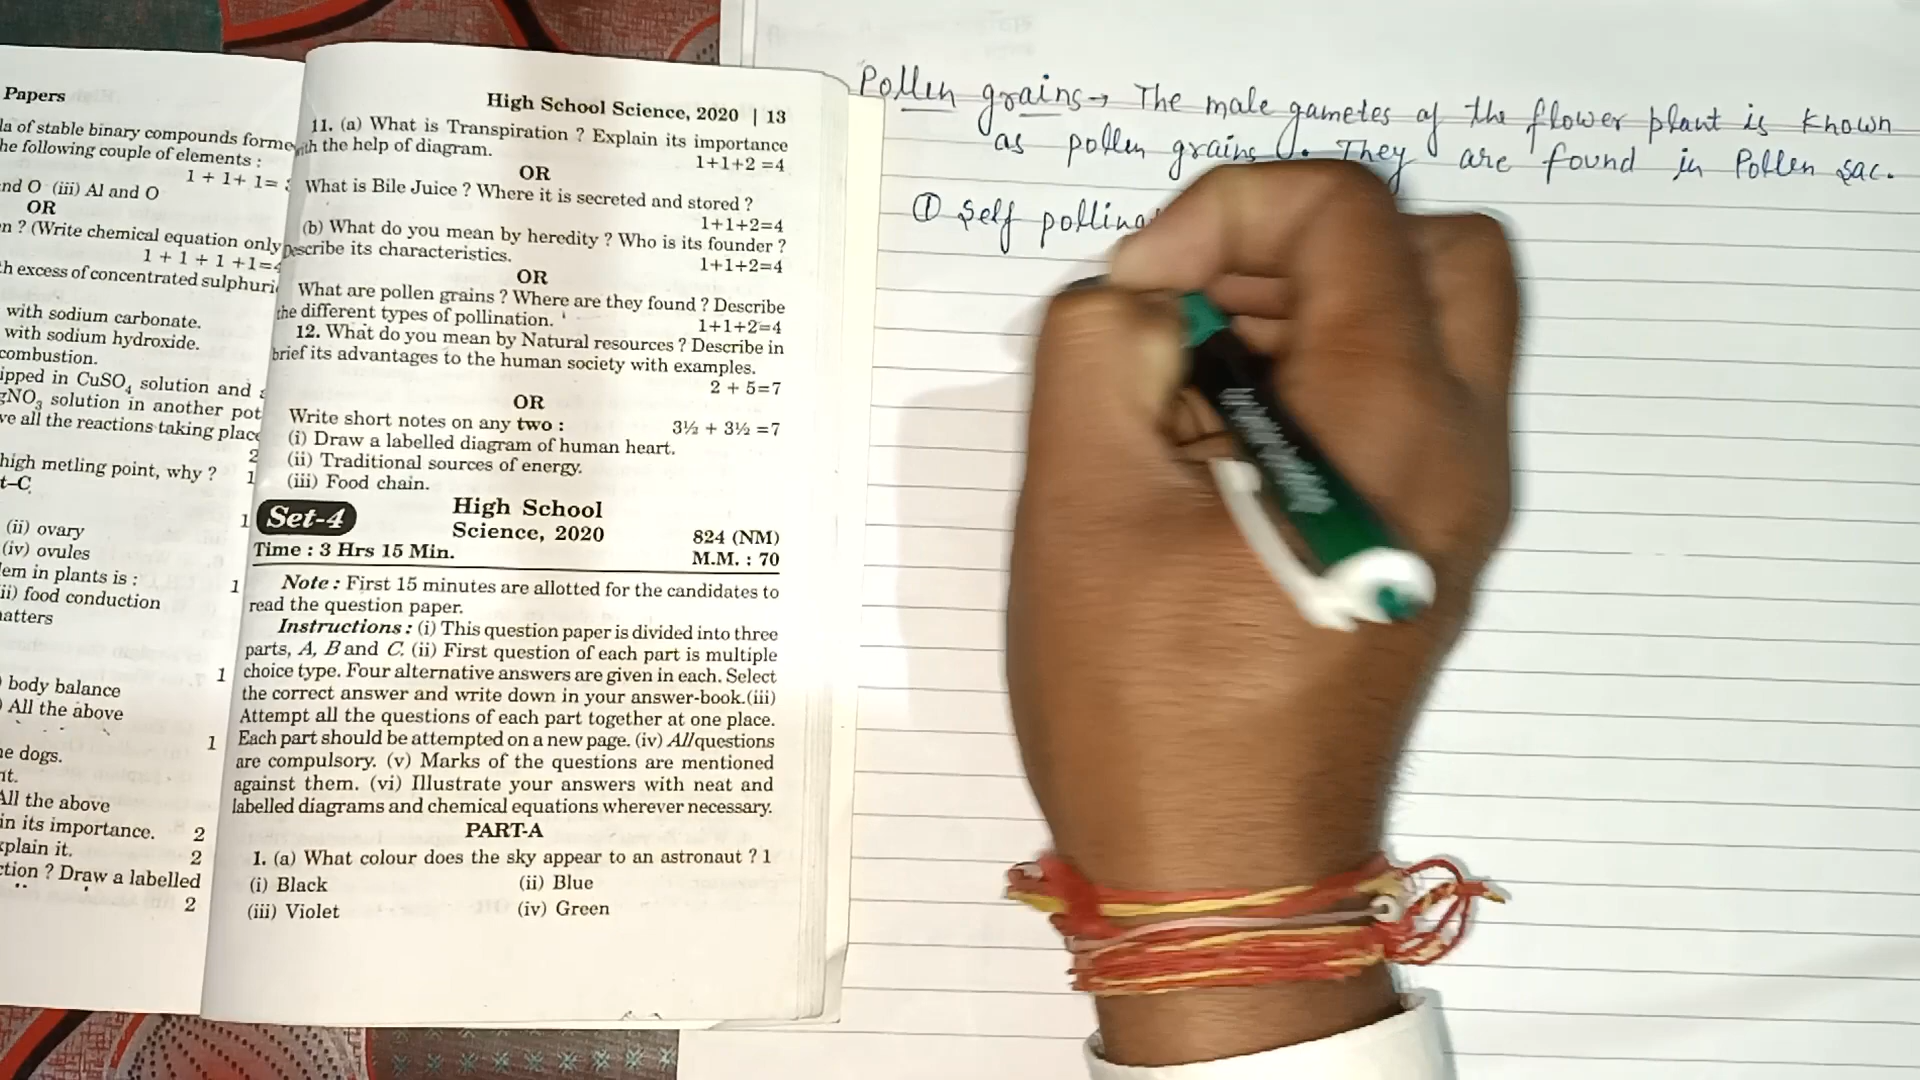 Papers
la of stable binary compounds forme
he following couple of elements :
1 + 1+ 1=
nd O (iii) Al and O
OR
n ? (Write chemical equation only
1 + 1 + 1 +1=4
h excess of concentrated sulphuri
with sodium carbonate.
with sodium hydroxide.
combustion.
ipped in CuSO4 solution and
gNO3 solution in another pot
ve all the reactions taking place
2
high metling point, why ? 1
t–C
1
(ii) ovary
(iv) ovules
em in plants is : 1
ii) food conduction
atters
1
body balance
All the above
1
e dogs.
nt.
All the above
in its importance. 2
xplain it. 2
ction ? Draw a labelled
2
High School Science, 2020 | 13
11. (a) What is Transpiration ? Explain its importance
with the help of diagram. 1+1+2 =4
OR
What is Bile Juice ? Where it is secreted and stored ?
1+1+2=4
(b) What do you mean by heredity ? Who is its founder ?
Describe its characteristics. 1+1+2=4
OR
What are pollen grains ? Where are they found ? Describe
the different types of pollination. 1+1+2=4
12. What do you mean by Natural resources ? Describe in
brief its advantages to the human society with examples.
2 + 5=7
OR
Write short notes on any two : 3½ + 3½ =7
(i) Draw a labelled diagram of human heart.
(ii) Traditional sources of energy.
(iii) Food chain.
Set-4 High School
Science, 2020 824 (NM)
Time : 3 Hrs 15 Min. M.M. : 70
Note : First 15 minutes are allotted for the candidates to
read the question paper.
Instructions : (i) This question paper is divided into three
parts, A, B and C. (ii) First question of each part is multiple
choice type. Four alternative answers are given in each. Select
the correct answer and write down in your answer-book.(iii)
Attempt all the questions of each part together at one place.
Each part should be attempted on a new page. (iv) All questions
are compulsory. (v) Marks of the questions are mentioned
against them. (vi) Illustrate your answers with neat and
labelled diagrams and chemical equations wherever necessary.
PART-A
1. (a) What colour does the sky appear to an astronaut ? 1
(i) Black (ii) Blue
(iii) Violet (iv) Green
Pollen grains → The male gametes of the flower plant is known
as pollen grains. They are found in Pollen sac.
① Self pollina